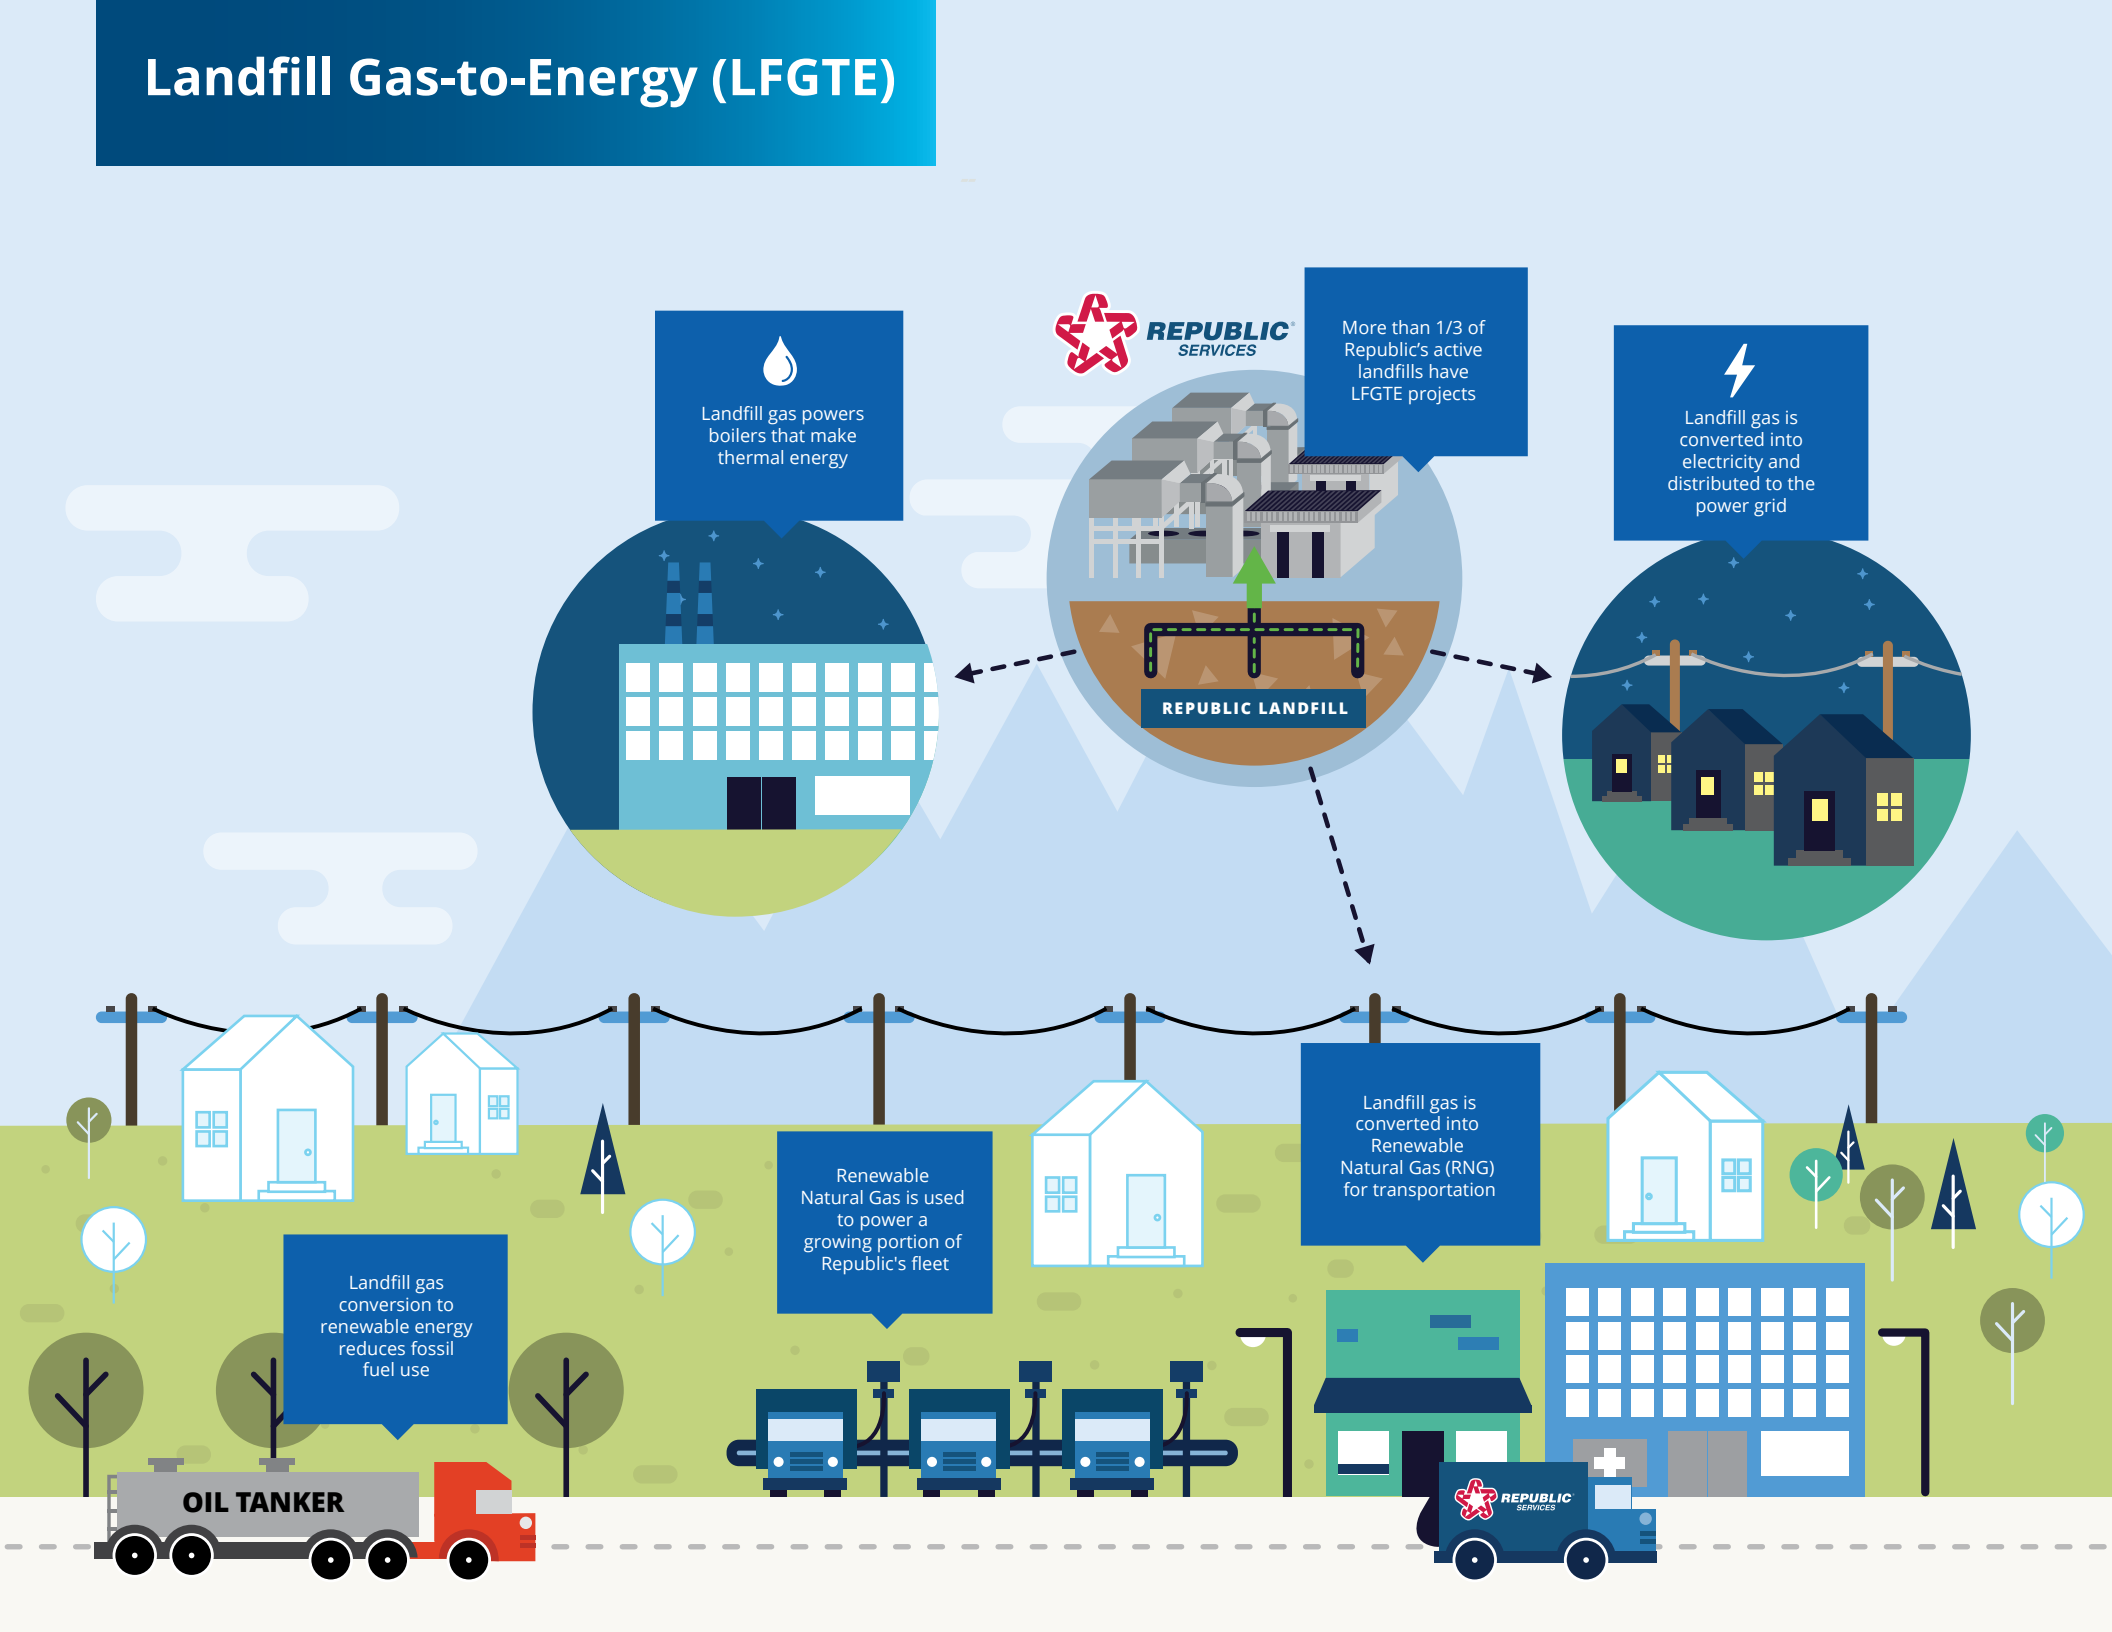 Landfill Gas-to-Energy (LFGTE)
REPUBLIC
SERVICES
More than 1/3 of
Republic’s active
landfills have
LFGTE projects
Landfill gas powers
boilers that make
thermal energy
Landfill gas is
converted into
electricity and
distributed to the
power grid
REPUBLIC LANDFILL
Landfill gas is
converted into
Renewable
Natural Gas (RNG)
for transportation
Renewable
Natural Gas is used
to power a
growing portion of
Republic's fleet
Landfill gas
conversion to
renewable energy
reduces fossil
fuel use
OIL TANKER
REPUBLIC
SERVICES